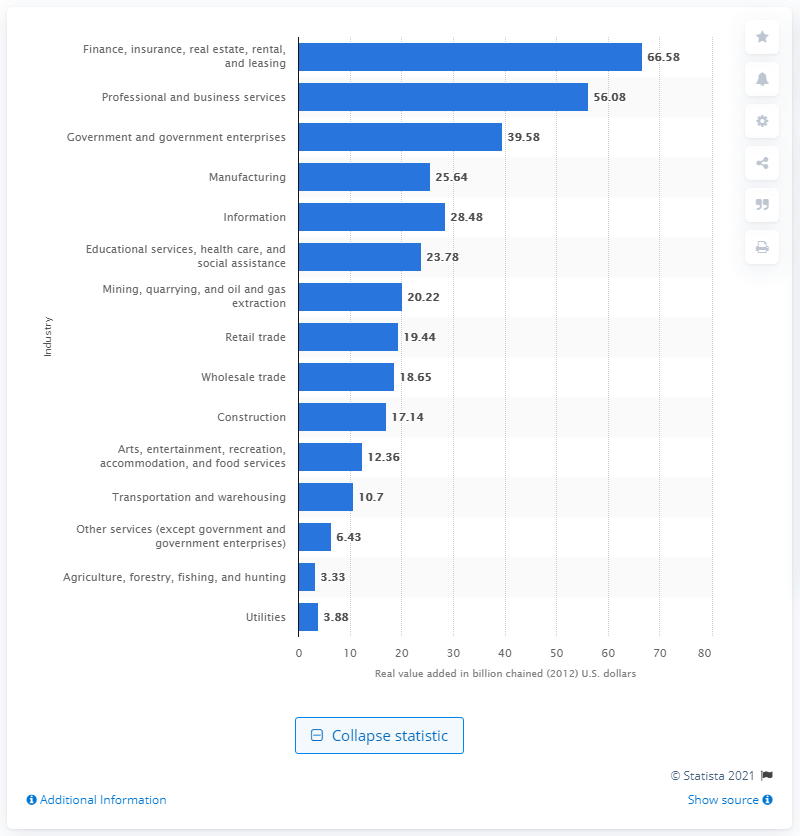 Finance, insurance, real estate, rental,
and leasing
66.58
Professional and business services
56.08
Government and government enterprises
39.58
Manufacturing
25.64
Information
28.48
Educational services, health care, and
social assistance
23.78
Mining, quarrying, and oil and gas
extraction
20.22
Retail trade
19.44
Wholesale trade
18.65
Construction
17.14
Arts, entertainment, recreation,
accommodation, and food services
12.36
Transportation and warehousing
10.7
Other services (except government and
government enterprises)
6.43
Agriculture, forestry, fishing, and hunting
3.33
Utilities
3.88
Industry
0 10 20 30 40 50 60 70 80
Real value added in billion chained (2012) U.S. dollars
Collapse statistic
© Statista 2021
Additional Information
Show source